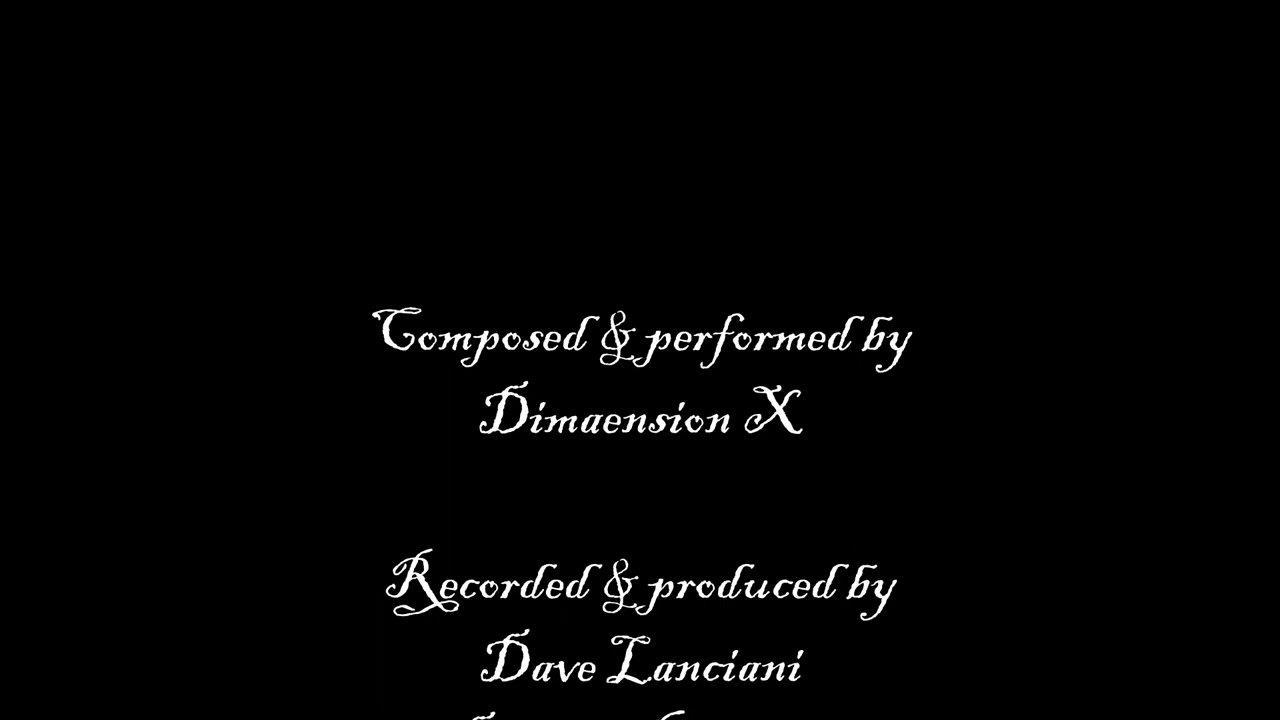 Composed & performed by
Dimaension X
Recorded & produced by
Dave Lanciani